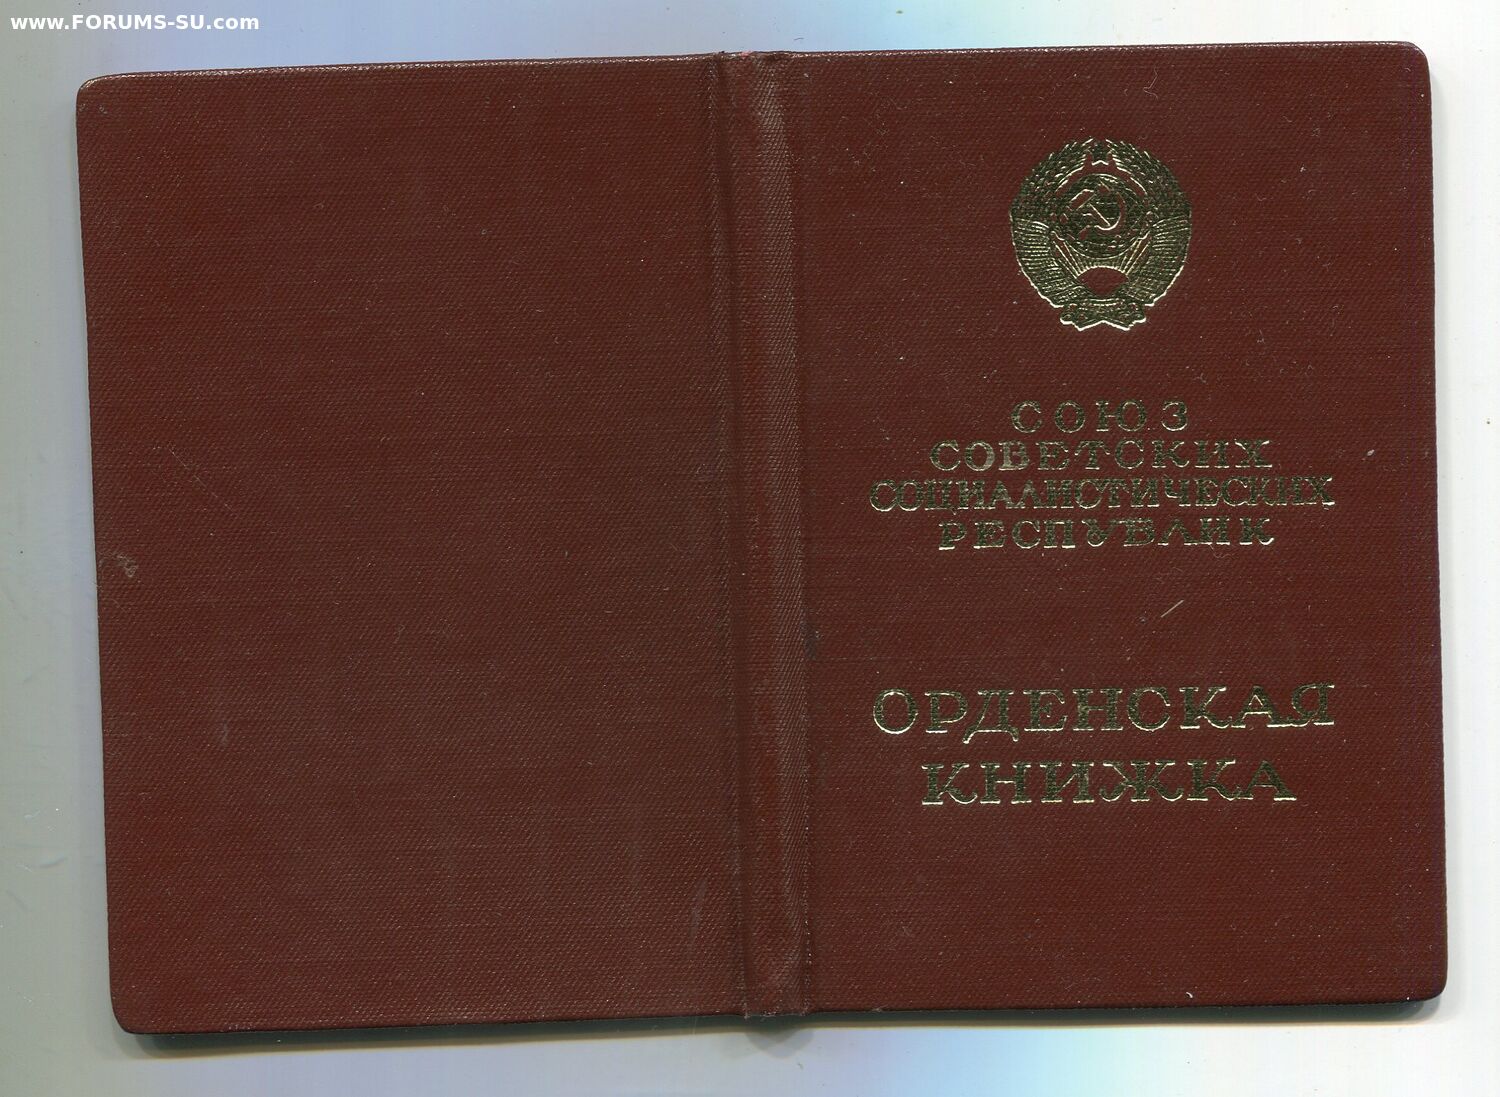 www.FORUMS-SU.com
СОЮЗ
СОВЕТСКИХ
СОЦИАЛИСТИЧЕСКИХ
РЕСПУБЛИК
ОРДЕНСКАЯ
КНИЖКА